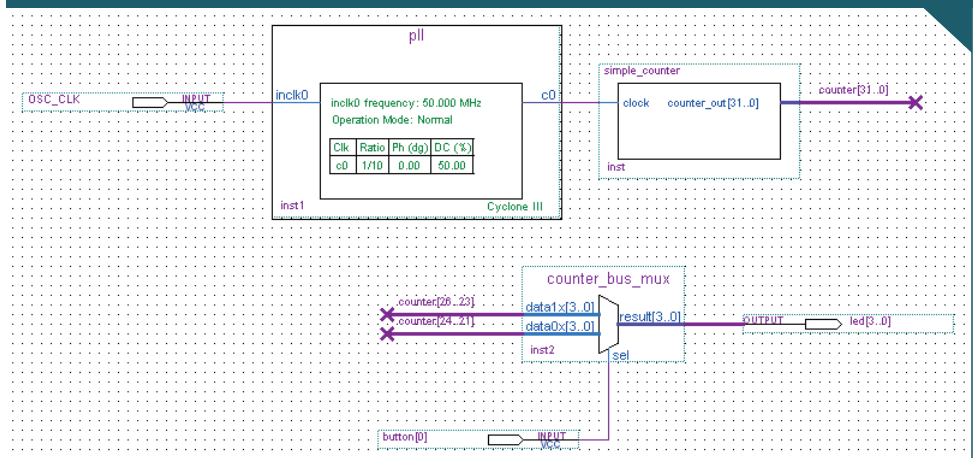 pll
OSC_CLK
INPUT
VCC
inclk0
c0
inclk0 frequency: 50.000 MHz
Operation Mode: Normal
Clk Ratio Ph (dg) DC (%)
c0 1/10 0.00 50.00
inst1
Cyclone III
simple_counter
clock counter_out[31..0]
counter[31..0]
inst
counter_bus_mux
counter[26..23]
data1x[3..0]
counter[24..21]
data0x[3..0]
result[3..0]
inst2
sel
OUTPUT
led[3..0]
button[0]
INPUT
VCC